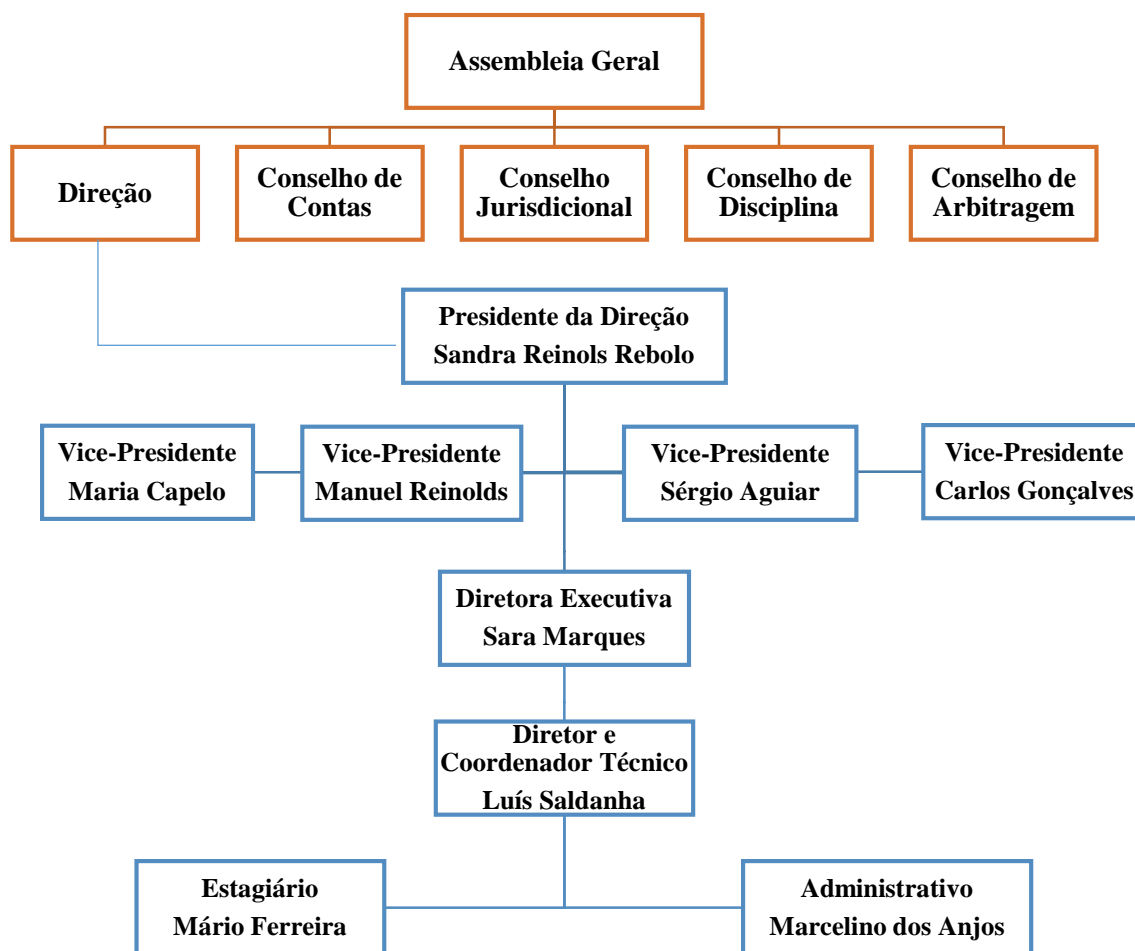 Assembleia Geral
Direção
Conselho de
Contas
Conselho
Jurisdicional
Conselho de
Disciplina
Conselho de
Arbitragem
Presidente da Direção
Sandra Reinols Rebolo
Vice-Presidente
Maria Capelo
Vice-Presidente
Manuel Reinolds
Vice-Presidente
Sérgio Aguiar
Vice-Presidente
Carlos Gonçalves
Diretora Executiva
Sara Marques
Diretor e
Coordenador Técnico
Luís Saldanha
Estagiário
Mário Ferreira
Administrativo
Marcelino dos Anjos